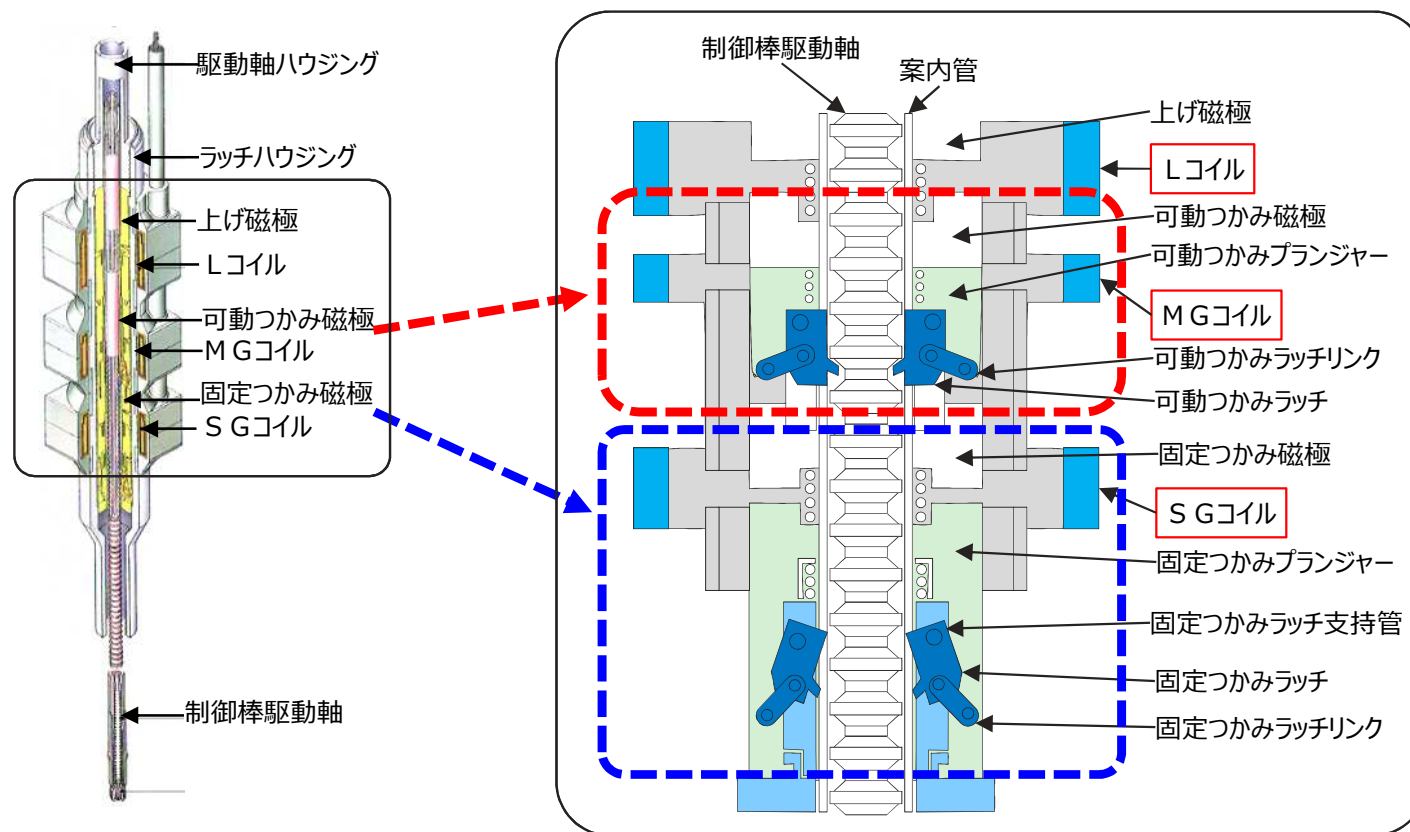 駆動軸ハウジング
ラッチハウジング
上げ磁極
Ｌコイル
可動つかみ磁極
ＭＧコイル
固定つかみ磁極
ＳＧコイル
制御棒駆動軸
制御棒駆動軸
案内管
上げ磁極
Ｌコイル
可動つかみ磁極
可動つかみプランジャー
ＭＧコイル
可動つかみラッチリンク
可動つかみラッチ
固定つかみ磁極
ＳＧコイル
固定つかみプランジャー
固定つかみラッチ支持管
固定つかみラッチ
固定つかみラッチリンク